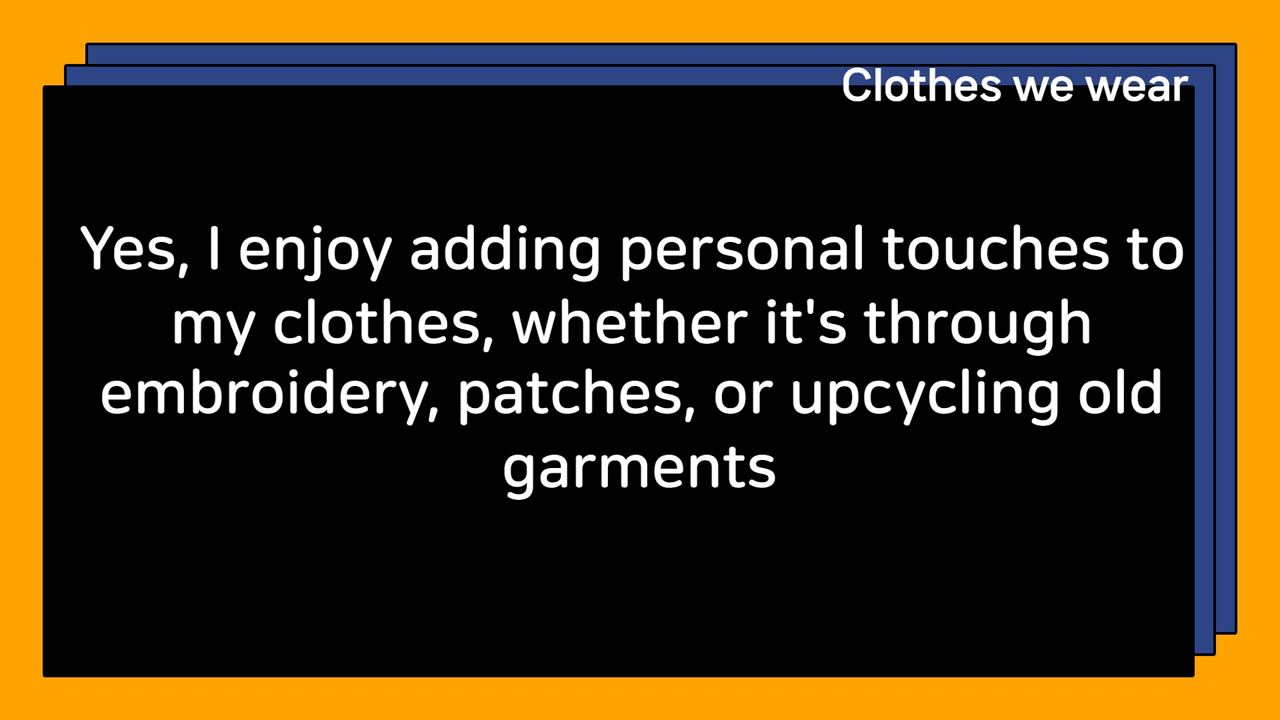 Clothes we wear
Yes, I enjoy adding personal touches to
my clothes, whether it's through
embroidery, patches, or upcycling old
garments